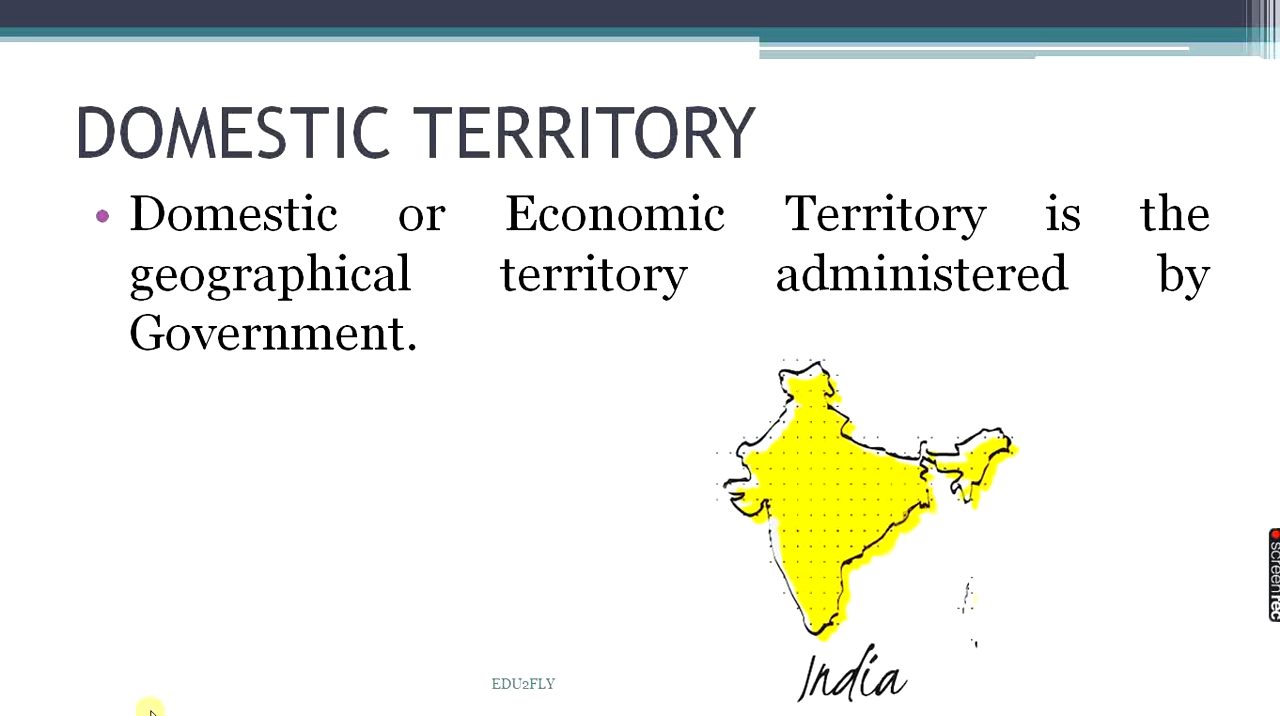 DOMESTIC TERRITORY
• Domestic or Economic Territory is the
geographical territory administered by
Government.
India
EDU2FLY
screenrec